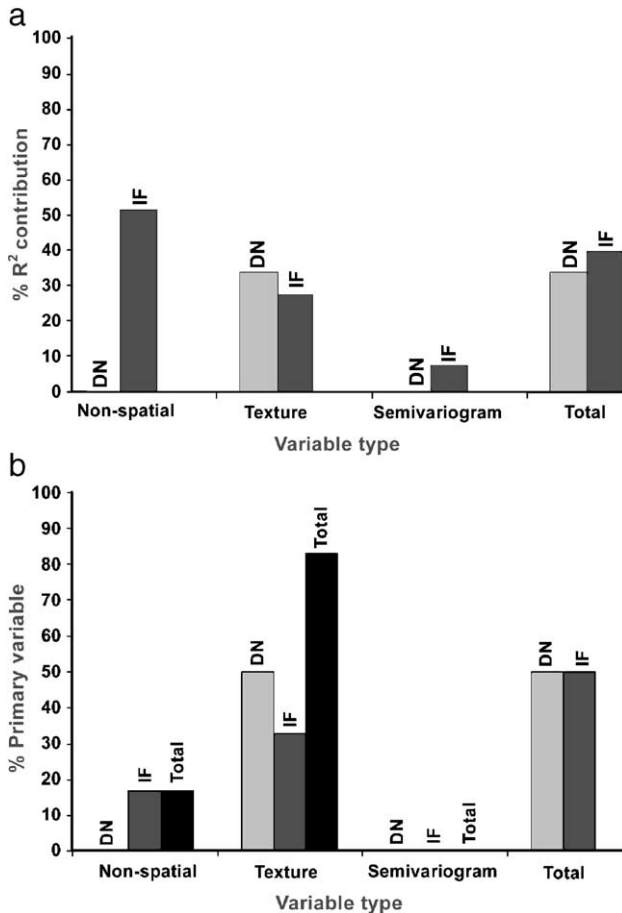 a
% R² contribution
100
90
80
70
60
50
40
30
20
10
0
DN
IF
DN
IF
DN
IF
DN
IF
Non-spatial Texture Semivariogram Total
Variable type
b
% Primary variable
100
90
80
70
60
50
40
30
20
10
0
DN
IF
Total
DN
IF
Total
DN
IF
Total
DN
IF
Non-spatial Texture Semivariogram Total
Variable type